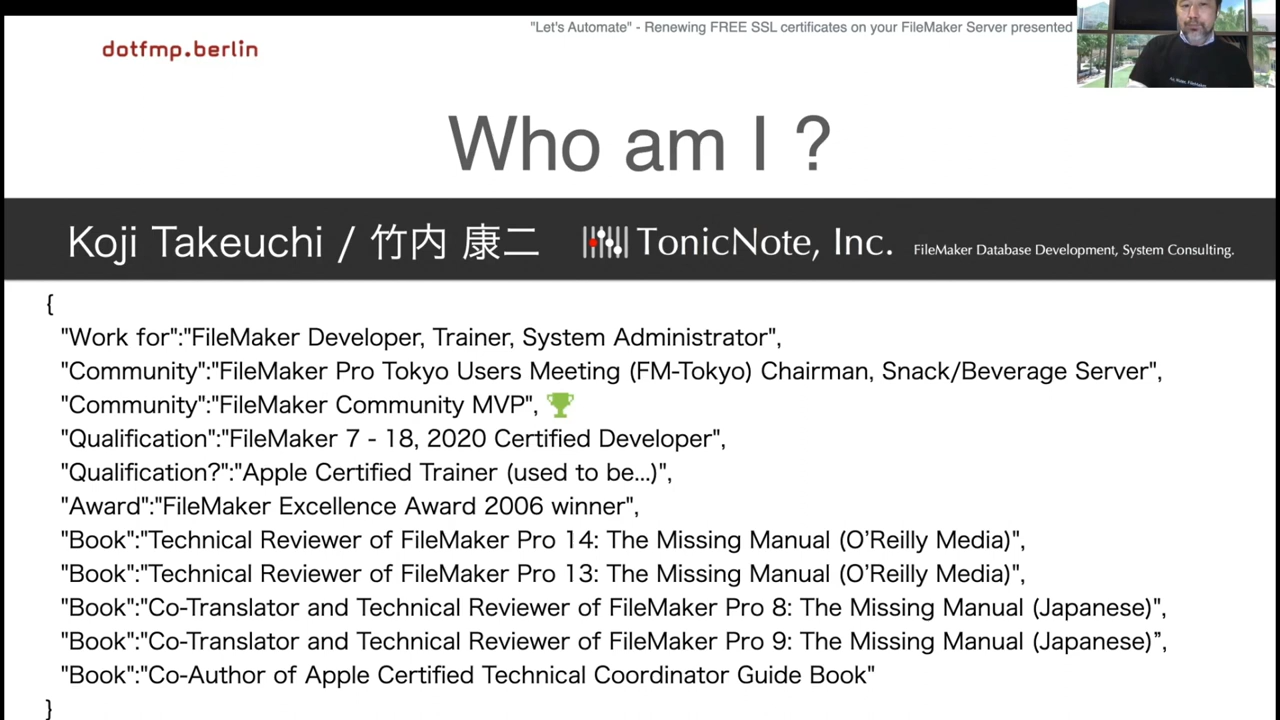 "Let's Automate" - Renewing FREE SSL certificates on your FileMaker Server presented
dotfmp.berlin
Who am I ?
Koji Takeuchi / 竹内 康二 TonicNote, Inc. FileMaker Database Development, System Consulting.
{
"Work for":"FileMaker Developer, Trainer, System Administrator",
"Community":"FileMaker Pro Tokyo Users Meeting (FM-Tokyo) Chairman, Snack/Beverage Server",
"Community":"FileMaker Community MVP",
"Qualification":"FileMaker 7 - 18, 2020 Certified Developer",
"Qualification?":"Apple Certified Trainer (used to be...)",
"Award":"FileMaker Excellence Award 2006 winner",
"Book":"Technical Reviewer of FileMaker Pro 14: The Missing Manual (O’Reilly Media)",
"Book":"Technical Reviewer of FileMaker Pro 13: The Missing Manual (O’Reilly Media)",
"Book":"Co-Translator and Technical Reviewer of FileMaker Pro 8: The Missing Manual (Japanese)",
"Book":"Co-Translator and Technical Reviewer of FileMaker Pro 9: The Missing Manual (Japanese)”,
"Book":"Co-Author of Apple Certified Technical Coordinator Guide Book"
}